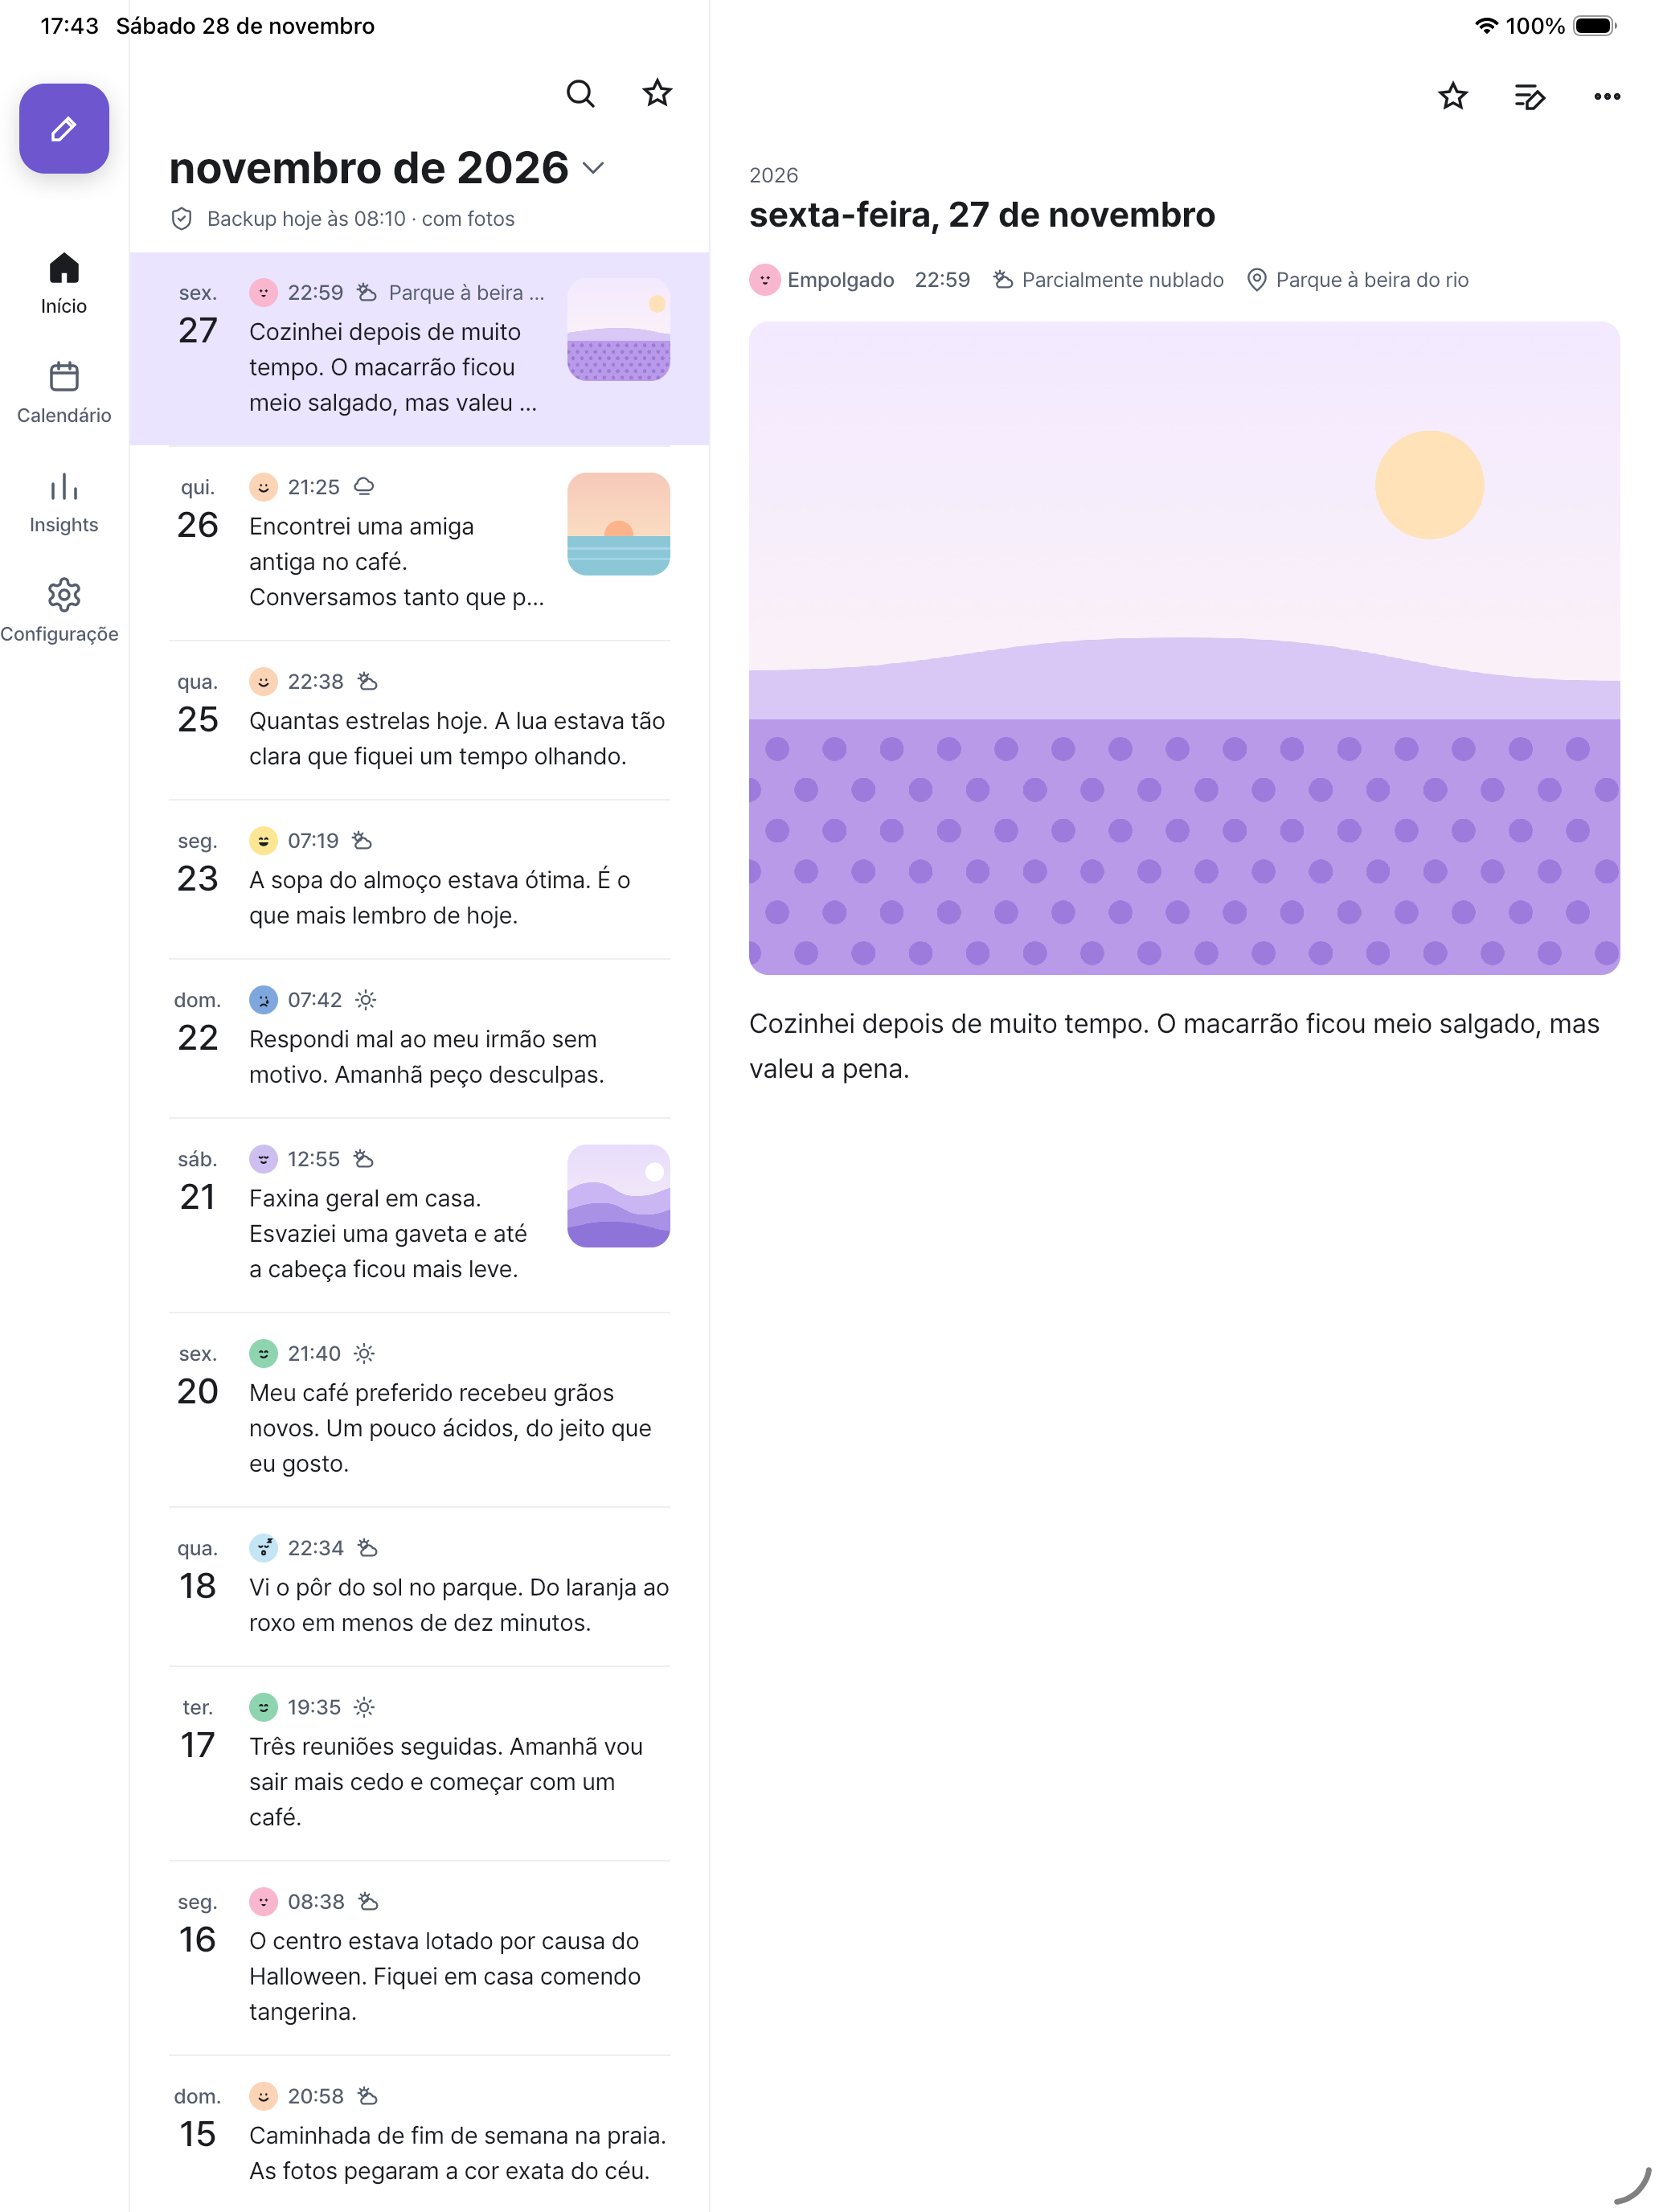 17:43 Sábado 28 de novembro
100%
novembro de 2026
Backup hoje às 08:10 · com fotos
Início
Calendário
Insights
Configuraçõe
sex.
27
22:59 Parque à beira ...
Cozinhei depois de muito
tempo. O macarrão ficou
meio salgado, mas valeu ...
qui.
26
21:25
Encontrei uma amiga
antiga no café.
Conversamos tanto que p...
qua.
25
22:38
Quantas estrelas hoje. A lua estava tão
clara que fiquei um tempo olhando.
seg.
23
07:19
A sopa do almoço estava ótima. É o
que mais lembro de hoje.
dom.
22
07:42
Respondi mal ao meu irmão sem
motivo. Amanhã peço desculpas.
sáb.
21
12:55
Faxina geral em casa.
Esvaziei uma gaveta e até
a cabeça ficou mais leve.
sex.
20
21:40
Meu café preferido recebeu grãos
novos. Um pouco ácidos, do jeito que
eu gosto.
qua.
18
22:34
Vi o pôr do sol no parque. Do laranja ao
roxo em menos de dez minutos.
ter.
17
19:35
Três reuniões seguidas. Amanhã vou
sair mais cedo e começar com um
café.
seg.
16
08:38
O centro estava lotado por causa do
Halloween. Fiquei em casa comendo
tangerina.
dom.
15
20:58
Caminhada de fim de semana na praia.
As fotos pegaram a cor exata do céu.
2026
sexta-feira, 27 de novembro
Empolgado 22:59 Parcialmente nublado Parque à beira do rio
Cozinhei depois de muito tempo. O macarrão ficou meio salgado, mas
valeu a pena.